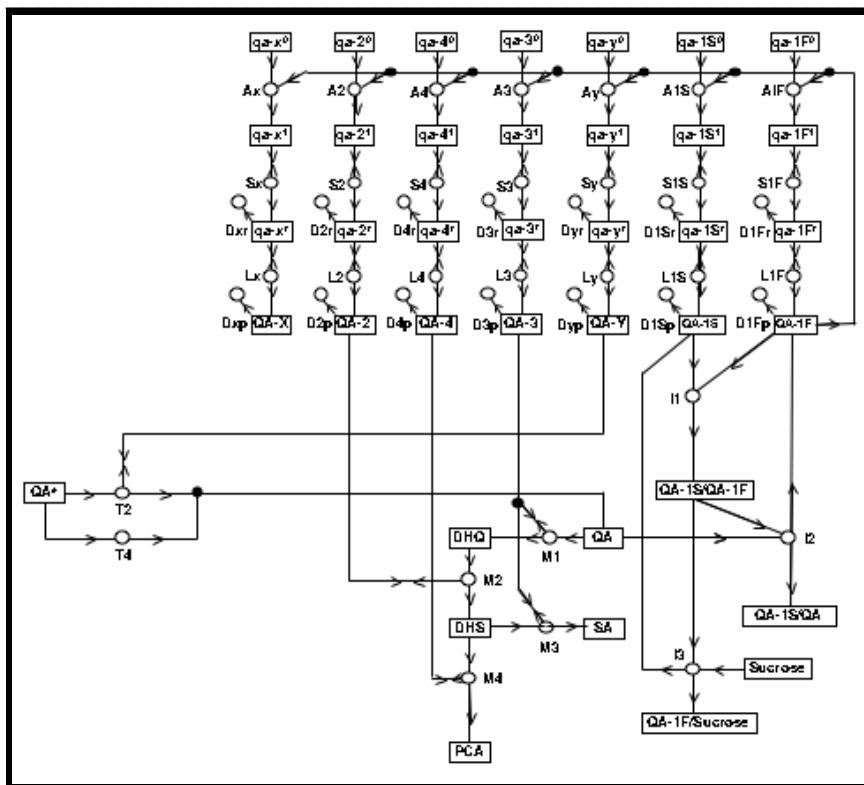 qa-x⁰ qa-2⁰ qa-4⁰ qa-3⁰ qa-y⁰ qa-1S⁰ qa-1F⁰
Ax A2 A4 A3 Ay A1S A1F
qa-x¹ qa-2¹ qa-4¹ qa-3¹ qa-y¹ qa-1S¹ qa-1F¹
Sx S2 S4 S3 Sy S1S S1F
Dxr qa-xʳ D2r qa-2ʳ D4r qa-4ʳ D3r qa-3ʳ Dyr qa-yʳ D1Sr qa-1Sʳ D1Fr qa-1Fʳ
Lx L2 L4 L3 Ly L1S L1F
Dxp QA-X D2p QA-2 D4p QA-4 D3p QA-3 Dyp QA-Y D1Sp QA-1S D1Fp QA-1F
I1
QA* T2 QA-1S/QA-1F
T4 DHQ M1 QA I2
M2
QA-1S/QA
DHS M3 SA
I3 Sucrose
M4
QA-1F/Sucrose
PCA